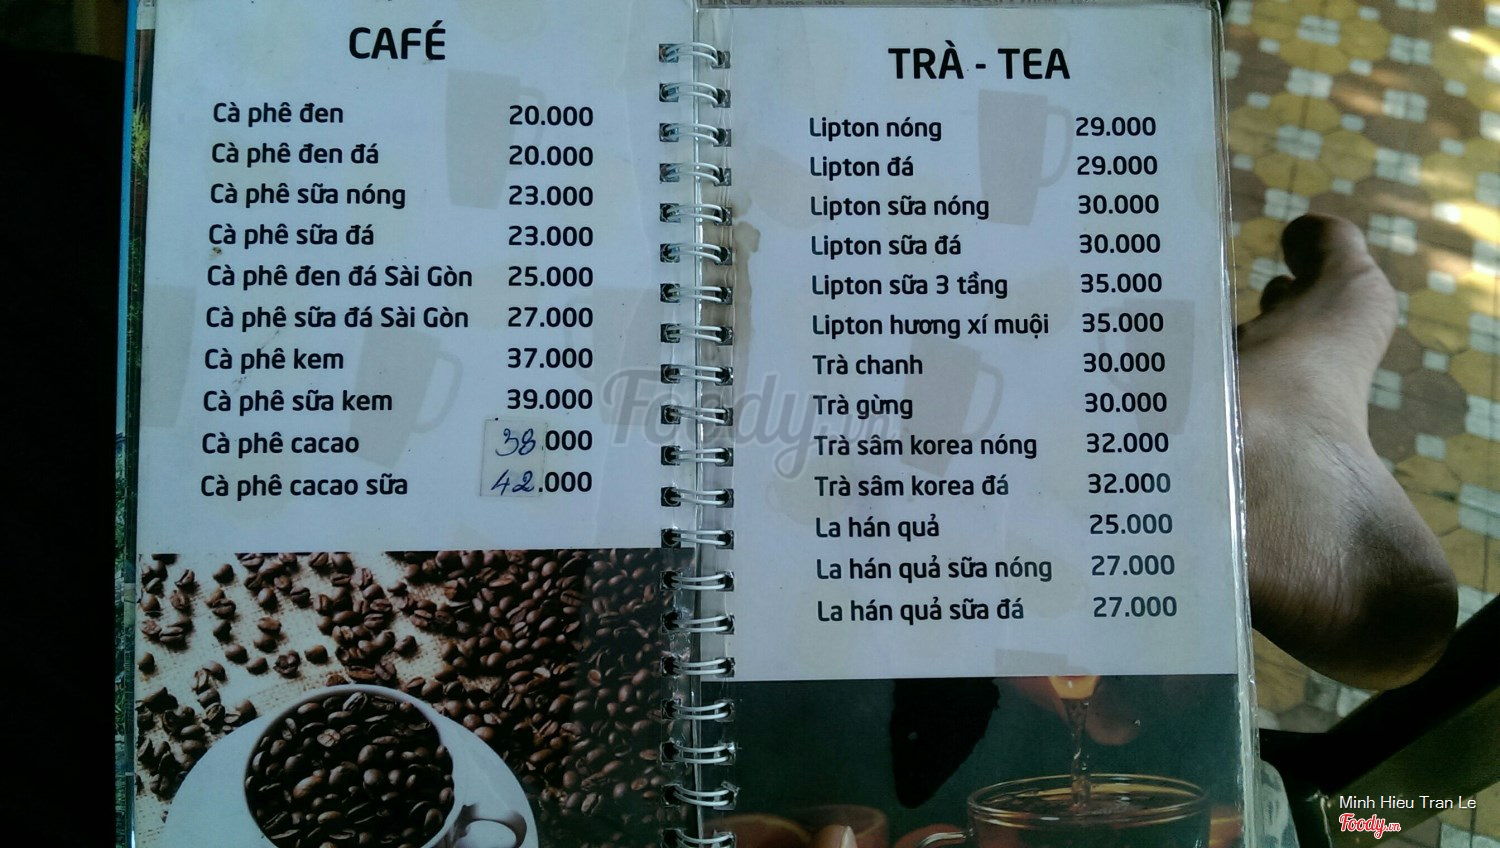 CAFÉ
Cà phê đen 20.000
Cà phê đen đá 20.000
Cà phê sữa nóng 23.000
Cà phê sữa đá 23.000
Cà phê đen đá Sài Gòn 25.000
Cà phê sữa đá Sài Gòn 27.000
Cà phê kem 37.000
Cà phê sữa kem 39.000
Cà phê cacao 38.000
Cà phê cacao sữa 42.000
TRÀ - TEA
Lipton nóng 29.000
Lipton đá 29.000
Lipton sữa nóng 30.000
Lipton sữa đá 30.000
Lipton sữa 3 tầng 35.000
Lipton hương xí muội 35.000
Trà chanh 30.000
Trà gừng 30.000
Trà sâm korea nóng 32.000
Trà sâm korea đá 32.000
La hán quả 25.000
La hán quả sữa nóng 27.000
La hán quả sữa đá 27.000
Foody.vn
Minh Hieu Tran Le
Foody.vn